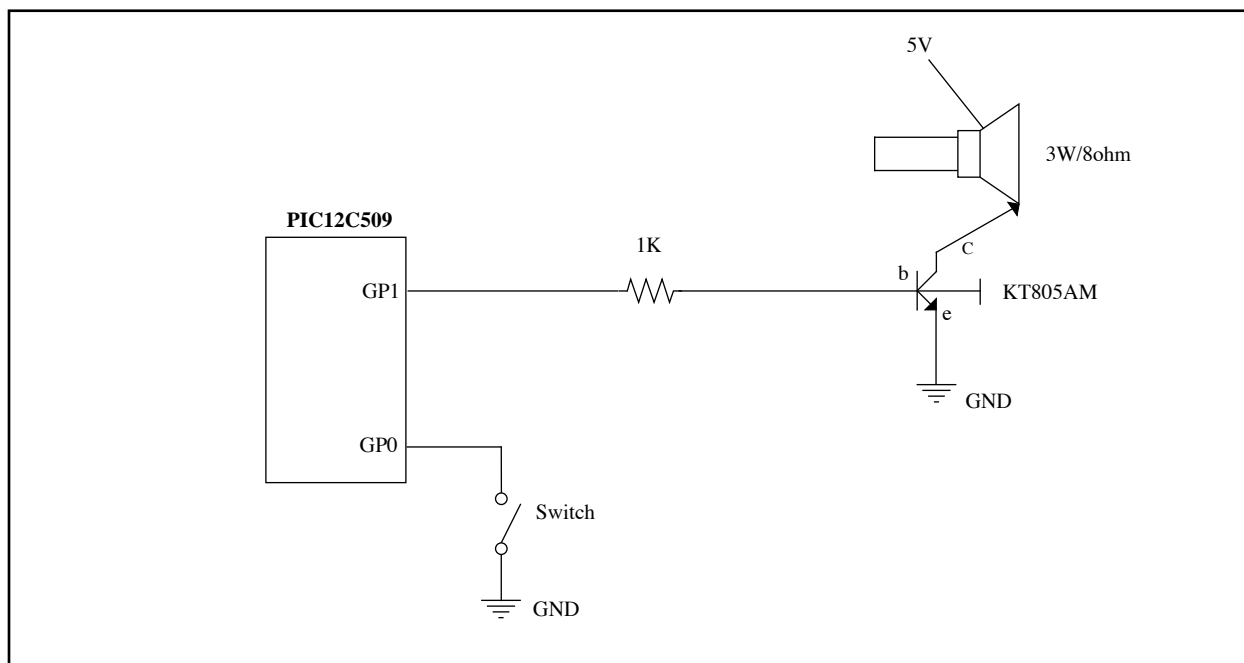 5V
3W/8ohm
PIC12C509
1K
C
GP1
b
KT805AM
e
GND
GP0
Switch
GND